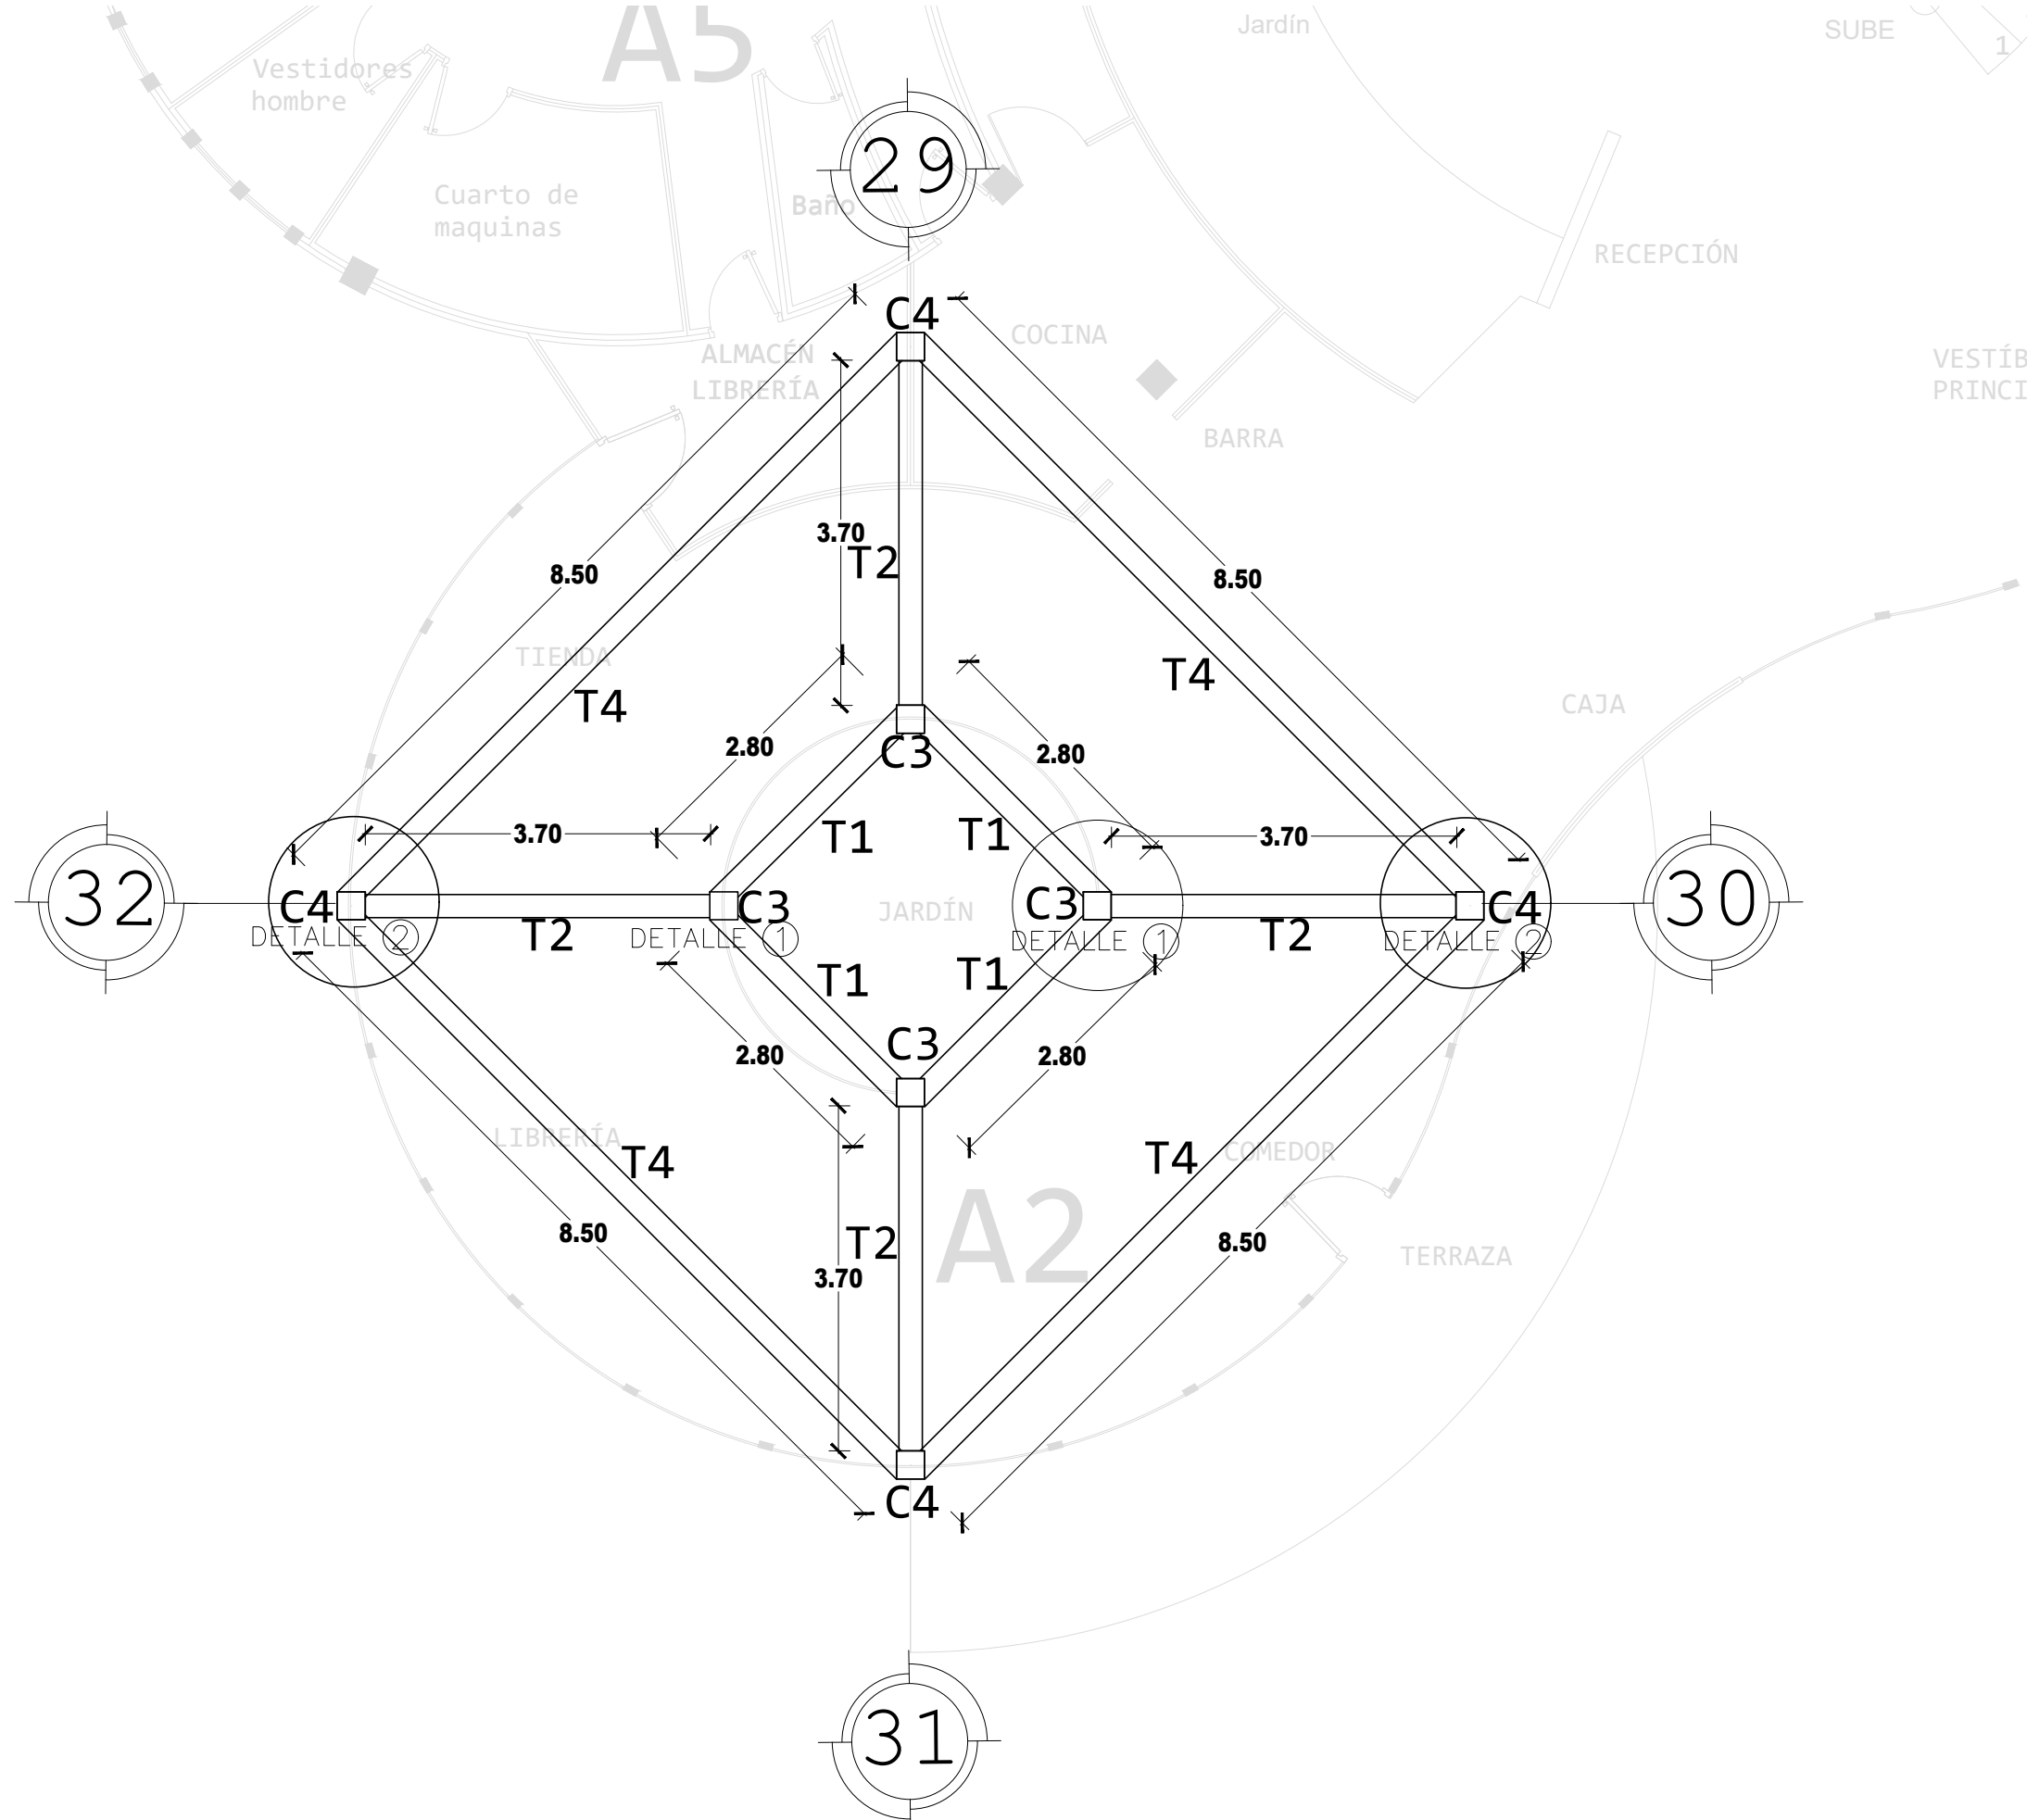 A5
Jardín
SUBE
1
Vestidores
hombre
29
Cuarto de
maquinas
Baño
RECEPCIÓN
C4
COCINA
ALMACÉN
LIBRERÍA
VESTÍB
PRINCI
BARRA
3.70
T2
8.50
8.50
TIENDA
T4
T4
CAJA
2.80
C3
2.80
3.70
T1
T1
3.70
32
C4
C3
JARDÍN
C3
C4
30
DETALLE 2
T2
DETALLE 1
DETALLE 1
T2
DETALLE 2
T1
T1
C3
2.80
2.80
LIBRERÍA
T4
T4
COMEDOR
A2
8.50
T2
8.50
TERRAZA
3.70
C4
31